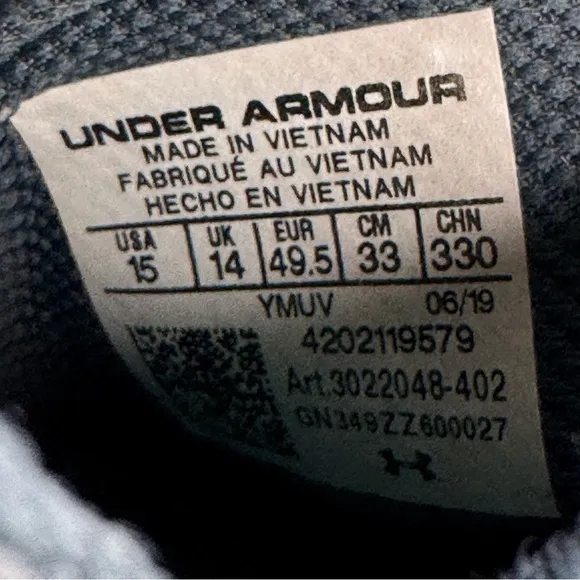 UNDER ARMOUR
MADE IN VIETNAM
FABRIQUÉ AU VIETNAM
HECHO EN VIETNAM
USA UK EUR CM CHN
15 14 49.5 33 330
YMUV 06/19
4202119579
Art.3022048-402
GN349ZZ600027